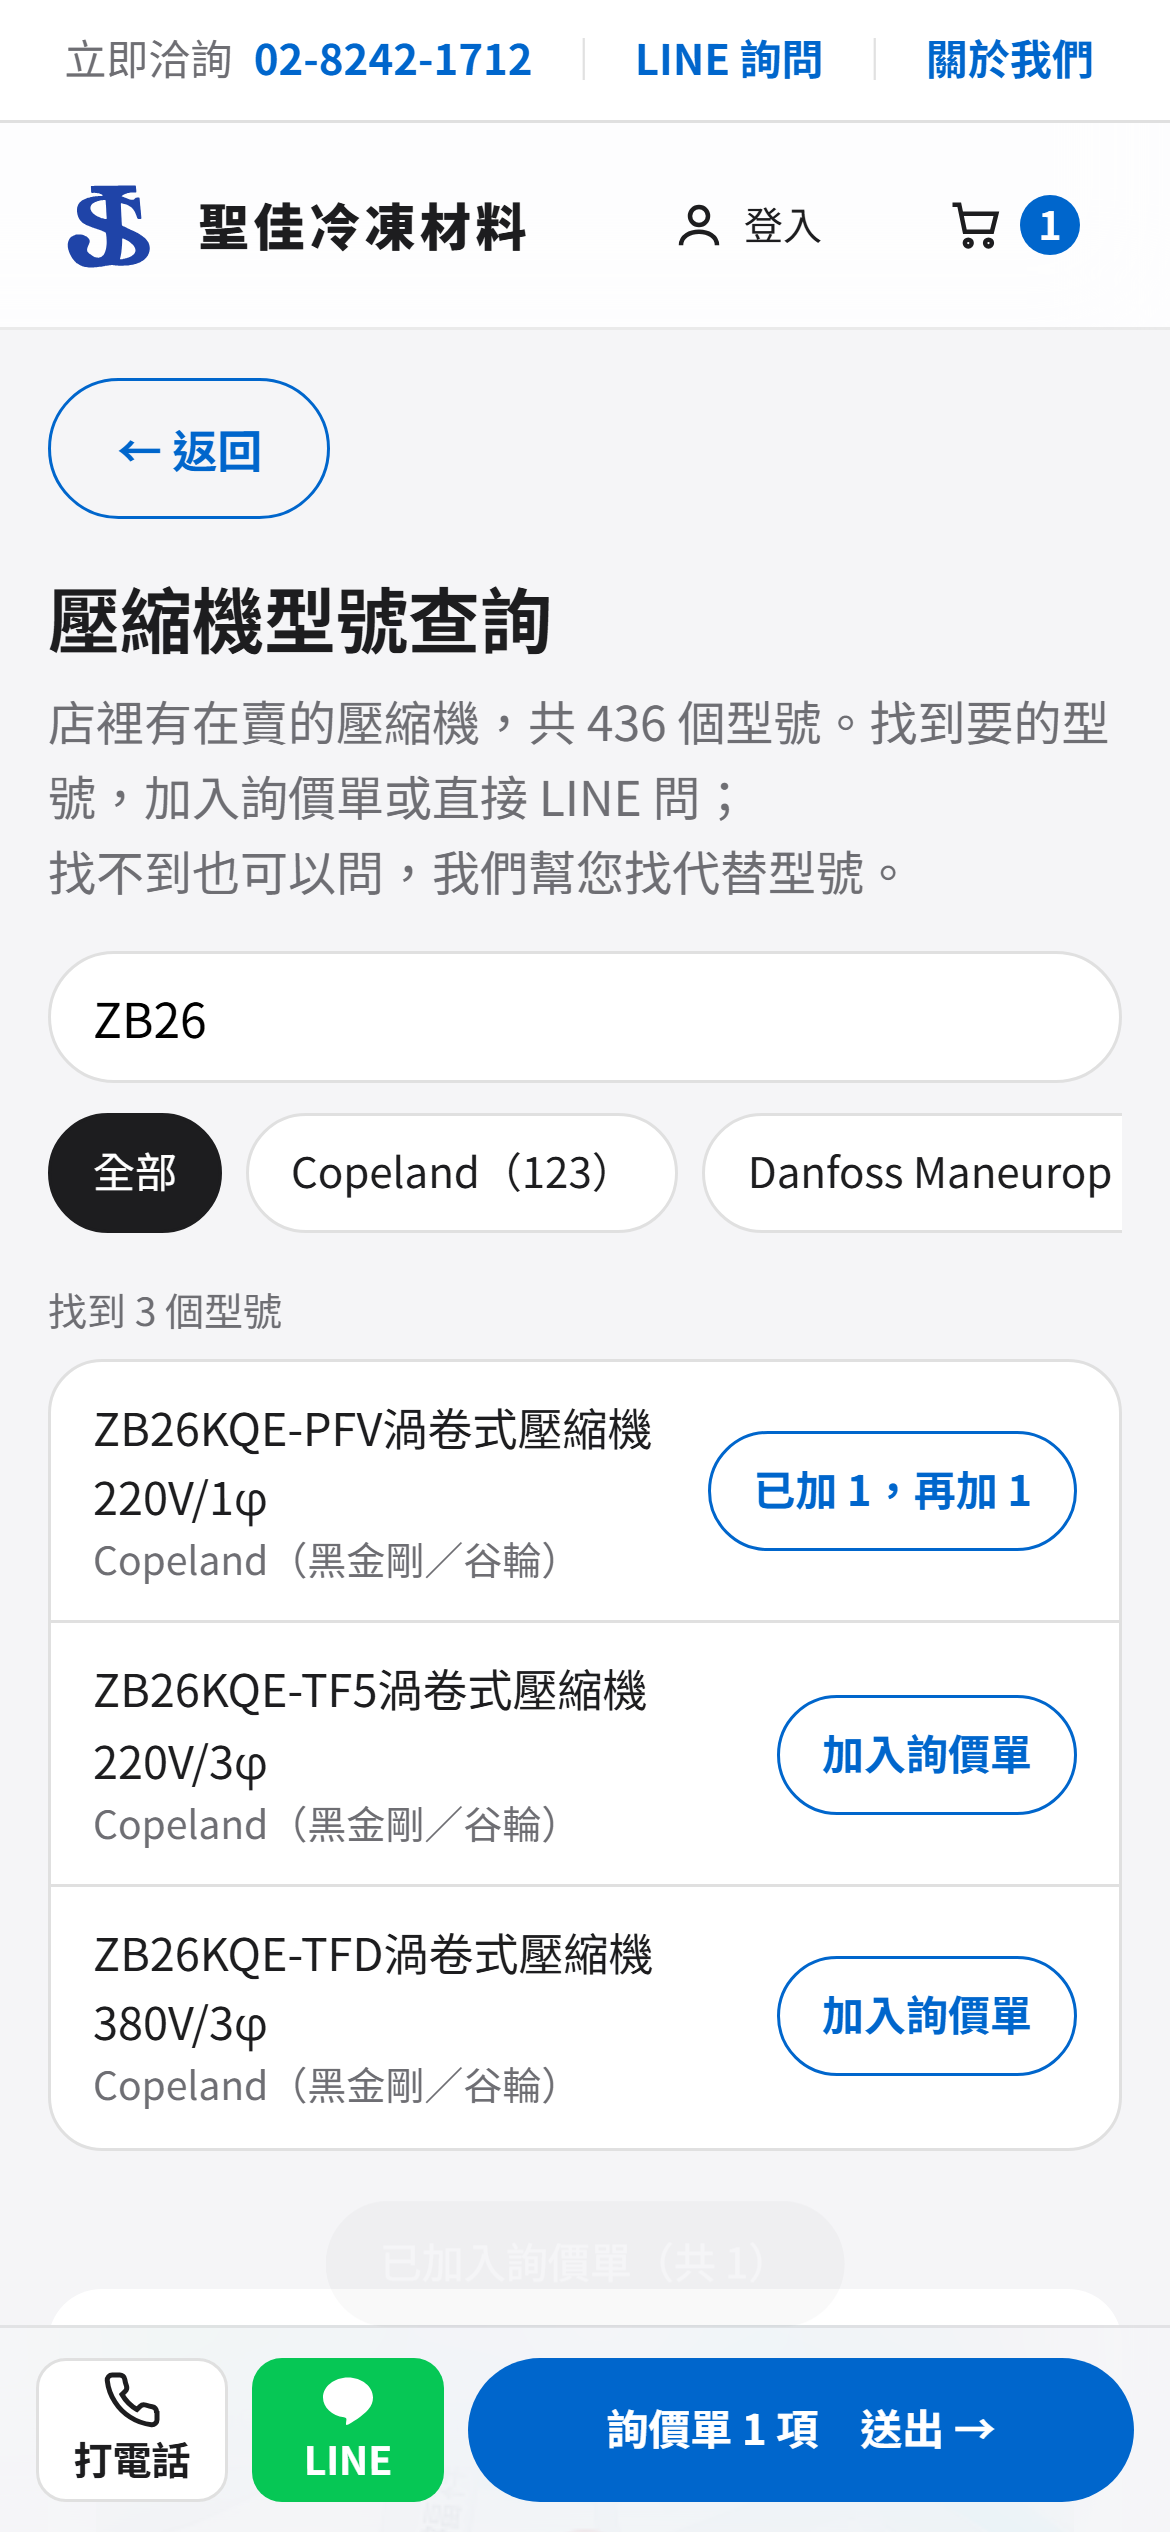 立即洽詢 02-8242-1712 LINE 詢問 關於我們
聖佳冷凍材料 登入 1
← 返回
壓縮機型號查詢
店裡有在賣的壓縮機，共 436 個型號。找到要的型
號，加入詢價單或直接 LINE 問；
找不到也可以問，我們幫您找代替型號。
ZB26
全部 Copeland（123） Danfoss Maneurop
找到 3 個型號
ZB26KQE-PFV渦卷式壓縮機
220V/1φ
Copeland（黑金剛／谷輪）
已加 1，再加 1
ZB26KQE-TF5渦卷式壓縮機
220V/3φ
Copeland（黑金剛／谷輪）
加入詢價單
ZB26KQE-TFD渦卷式壓縮機
380V/3φ
Copeland（黑金剛／谷輪）
加入詢價單
已加入詢價單（共 1）
打電話
LINE
詢價單 1 項 送出 →